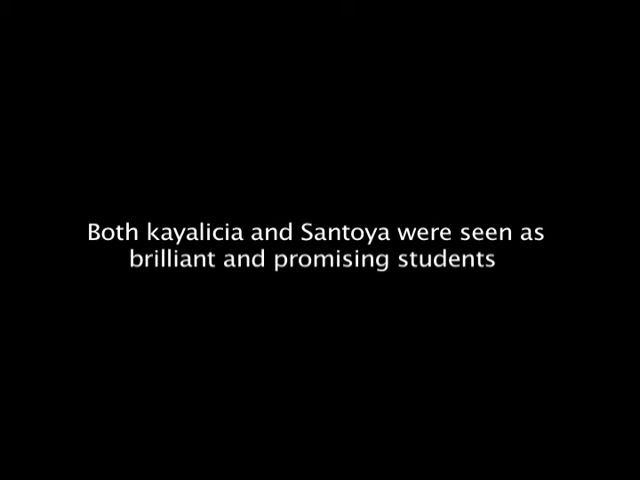 Both kayalicia and Santoya were seen as
brilliant and promising students